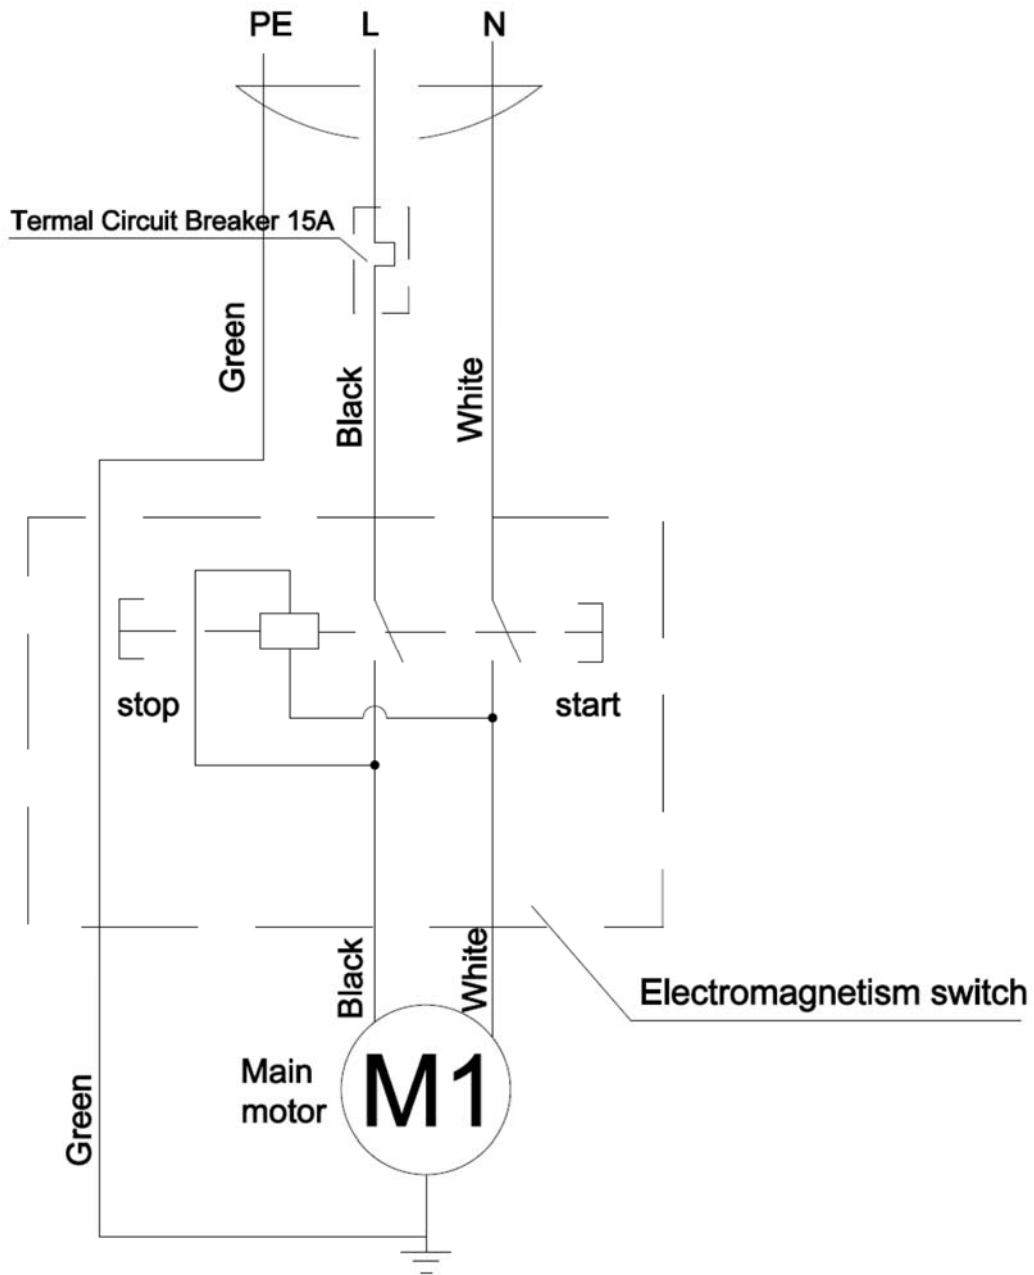 PE L N
Termal Circuit Breaker 15A
Green
Black
White
stop
start
Black
White
Electromagnetism switch
Main
motor
M1
Green